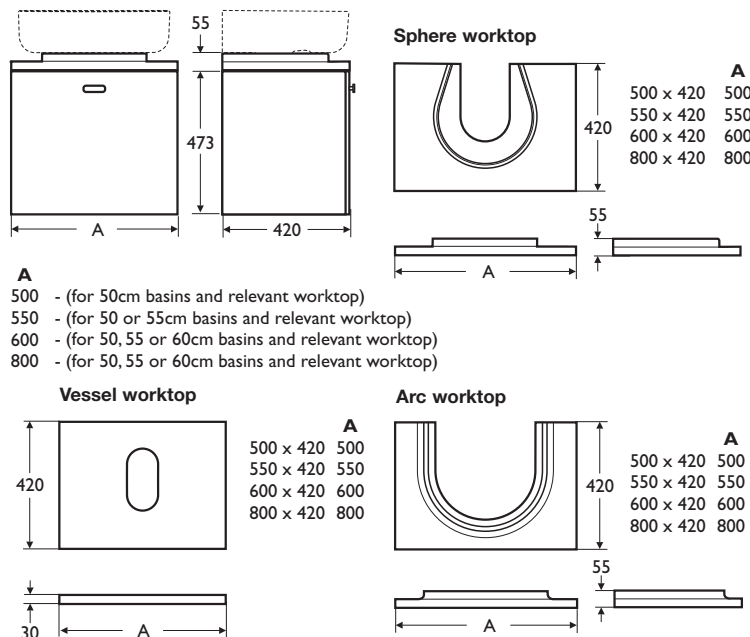 55
473
A
420
A
500 - (for 50cm basins and relevant worktop)
550 - (for 50 or 55cm basins and relevant worktop)
600 - (for 50, 55 or 60cm basins and relevant worktop)
800 - (for 50, 55 or 60cm basins and relevant worktop)
Sphere worktop
420
A
500 x 420 500
550 x 420 550
600 x 420 600
800 x 420 800
55
A
Vessel worktop
420
A
500 x 420 500
550 x 420 550
600 x 420 600
800 x 420 800
30
A
Arc worktop
420
A
500 x 420 500
550 x 420 550
600 x 420 600
800 x 420 800
55
A